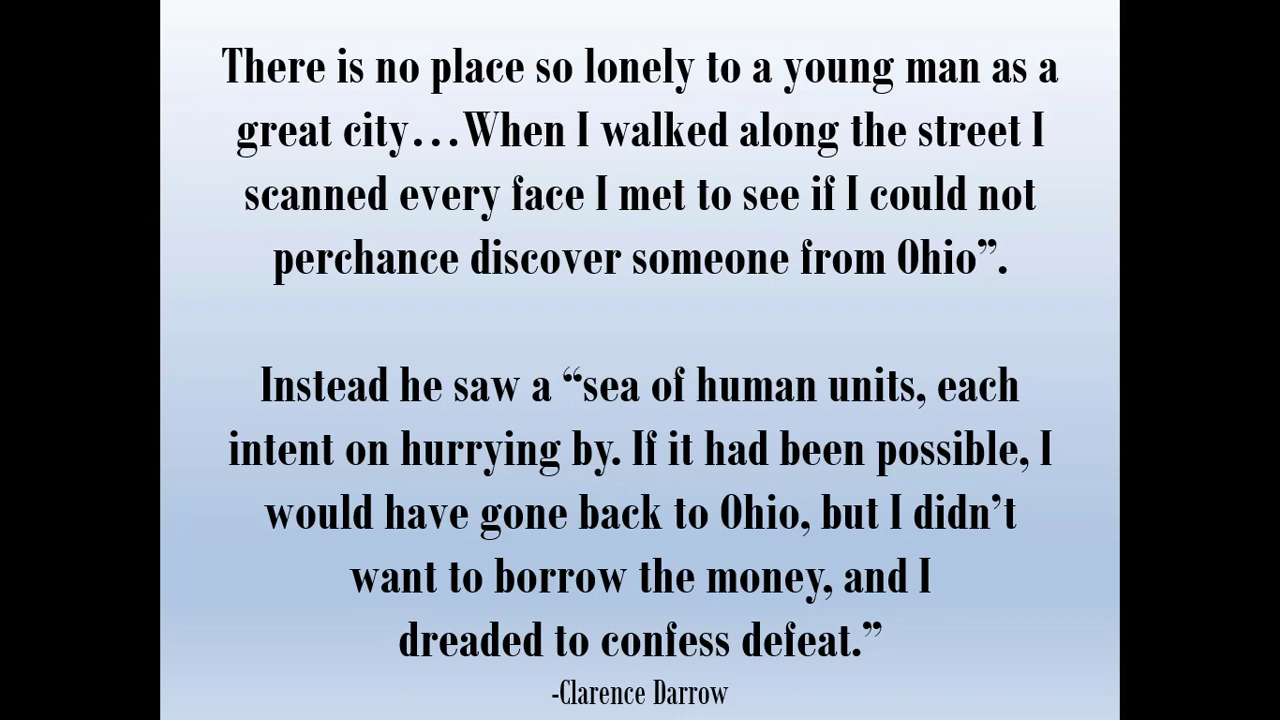 There is no place so lonely to a young man as a
great city…When I walked along the street I
scanned every face I met to see if I could not
perchance discover someone from Ohio”.
Instead he saw a “sea of human units, each
intent on hurrying by. If it had been possible, I
would have gone back to Ohio, but I didn’t
want to borrow the money, and I
dreaded to confess defeat.”
-Clarence Darrow